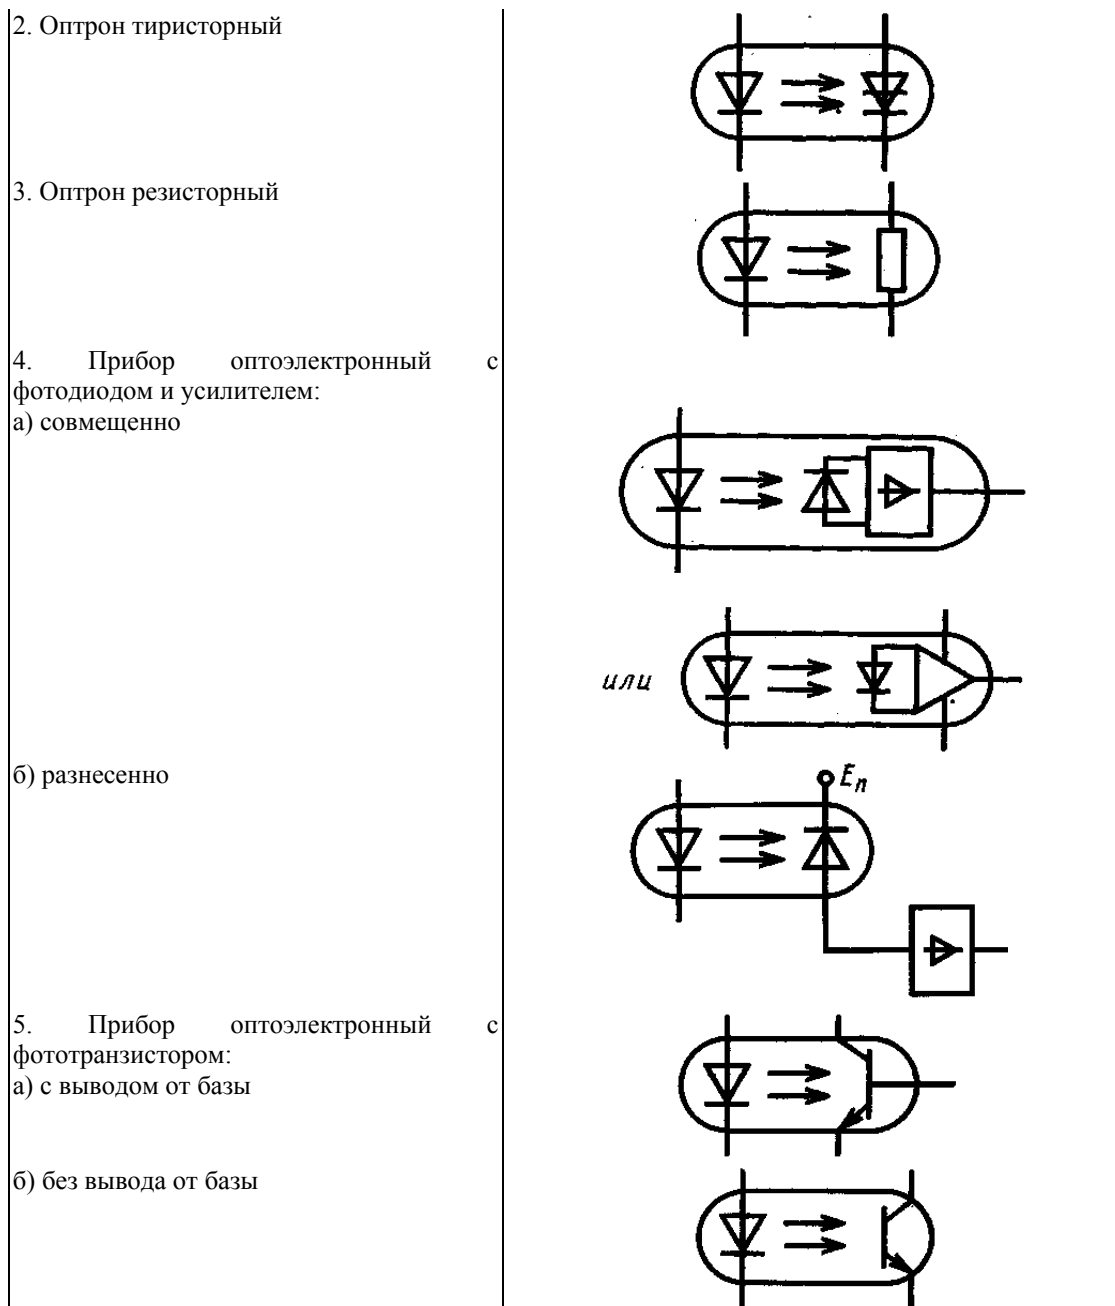 2. Оптрон тиристорный
3. Оптрон резисторный
4. Прибор оптоэлектронный с
фотодиодом и усилителем:
а) совмещенно
или
б) разнесенно
Eп
5. Прибор оптоэлектронный с
фототранзистором:
а) с выводом от базы
б) без вывода от базы